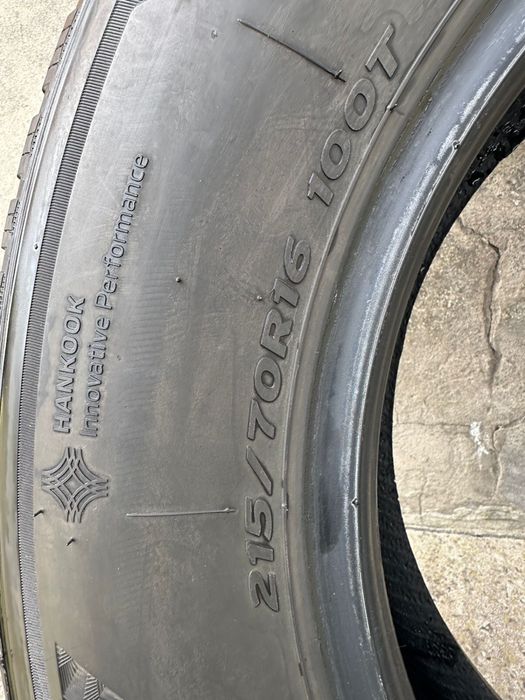 HANKOOK
Innovative Performance
215/70R16 100T